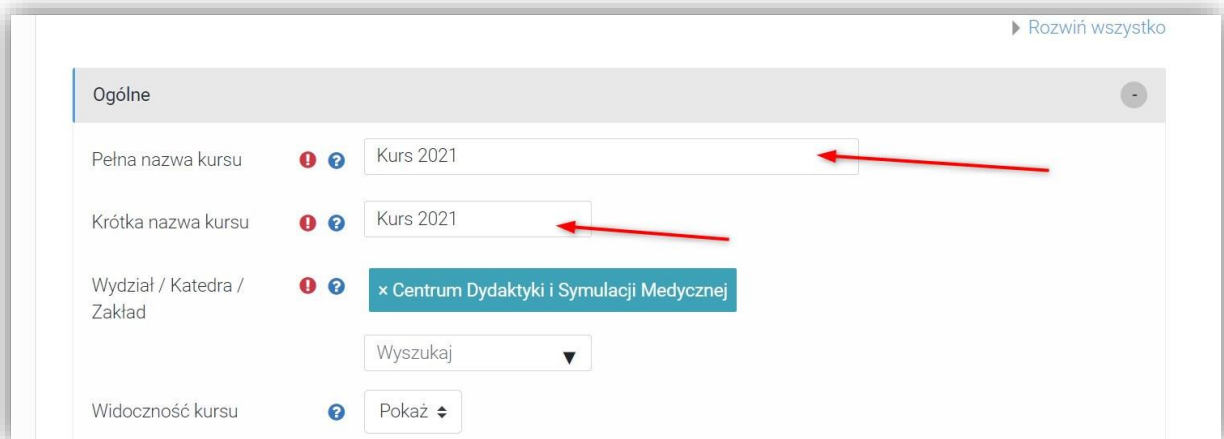 Rozwiń wszystko
Ogólne
-
Pełna nazwa kursu ! ? Kurs 2021
Krótka nazwa kursu ! ? Kurs 2021
Wydział / Katedra / ! ? × Centrum Dydaktyki i Symulacji Medycznej
Zakład
Wyszukaj
Widoczność kursu ? Pokaż